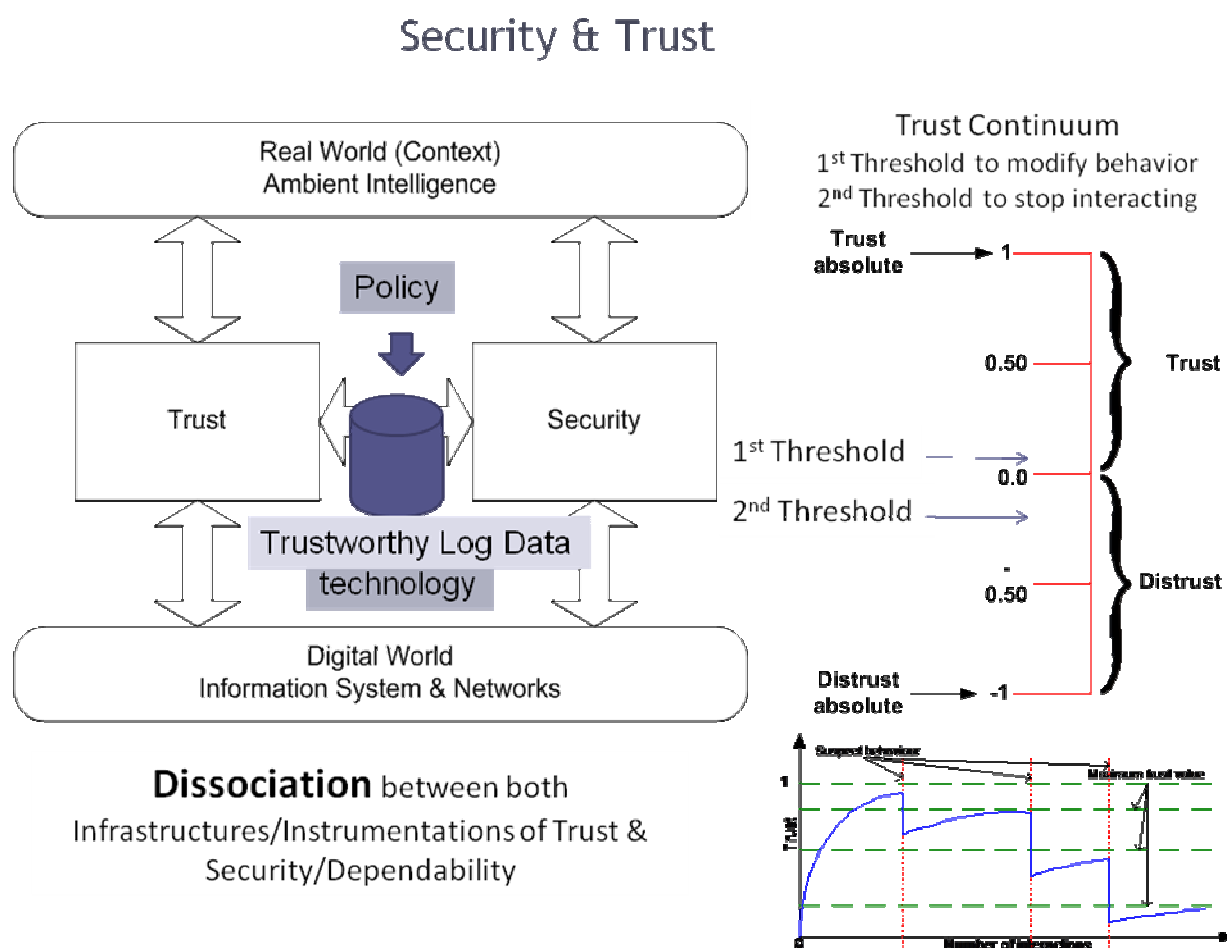 Security & Trust
Real World (Context)
Ambient Intelligence
Policy
Trust
Security
Trustworthy Log Data
technology
Digital World
Information System & Networks
Dissociation between both
Infrastructures/Instrumentations of Trust &
Security/Dependability
Trust Continuum
1st Threshold to modify behavior
2nd Threshold to stop interacting
Trust
absolute
1
0.50
Trust
1st Threshold
0.0
2nd Threshold
-
0.50
Distrust
Distrust
absolute
-1
Suspect behaviour
1
Minimum trust value
Trust
0
Number of interactions